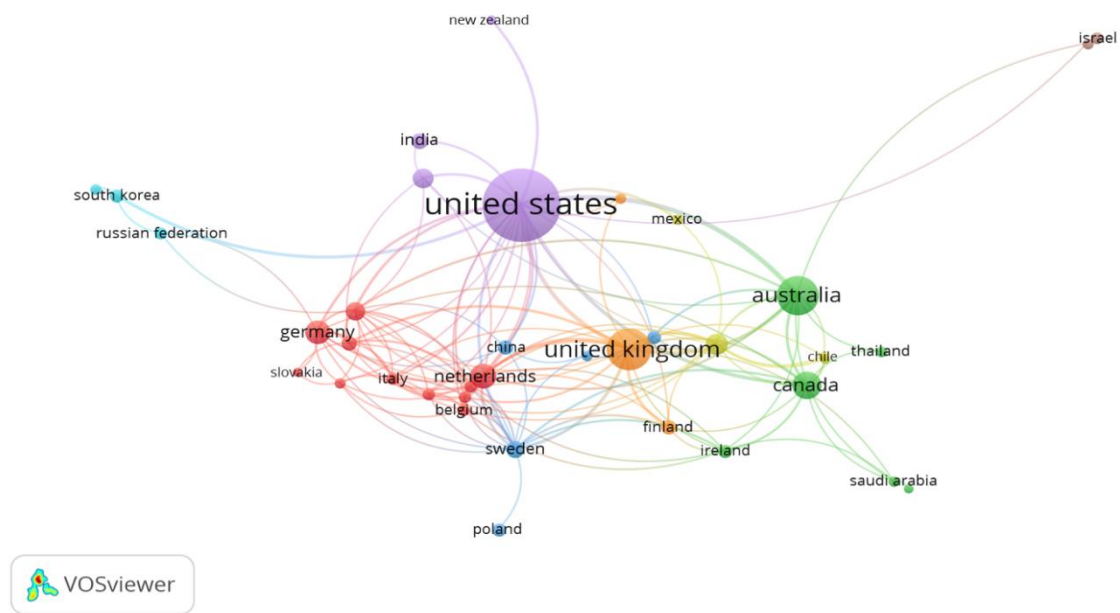 new zealand
israel
india
south korea
united states
mexico
russian federation
australia
germany
china
united kingdom
thailand
chile
slovakia
italy
netherlands
canada
belgium
finland
sweden
ireland
saudi arabia
poland
VOSviewer